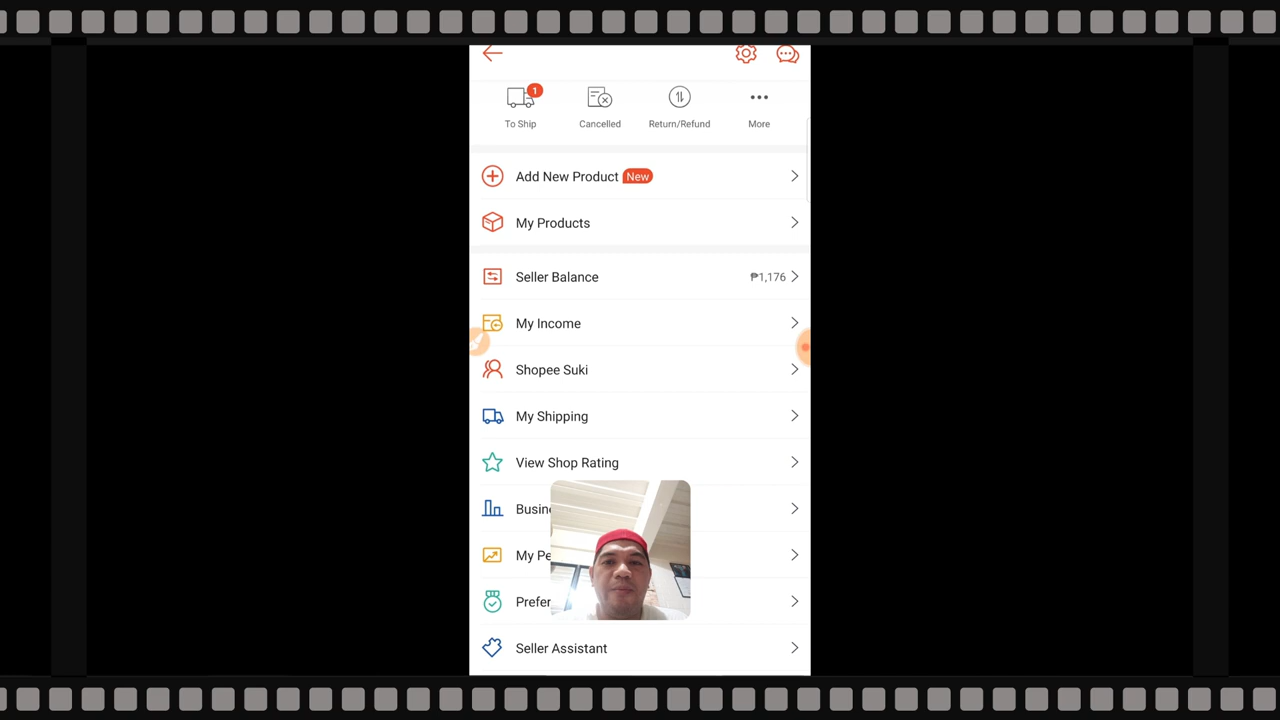 1
To Ship
Cancelled
Return/Refund
More
Add New Product New
My Products
Seller Balance ₱1,176
My Income
Shopee Suki
My Shipping
View Shop Rating
Busin
My Pe
Prefer
Seller Assistant